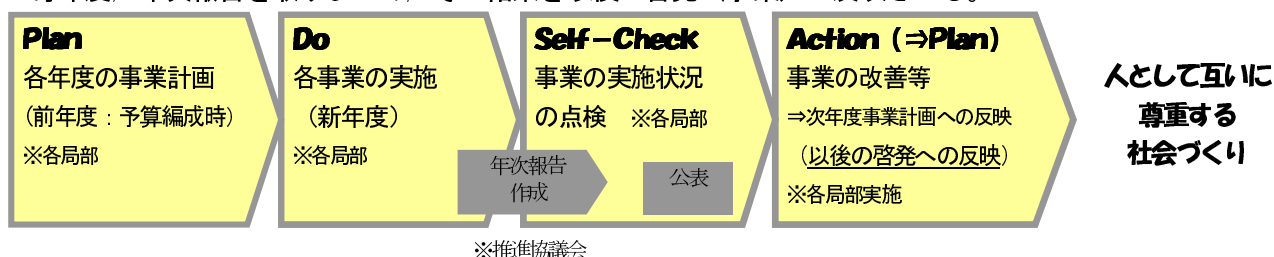 Plan
各年度の事業計画
(前年度：予算編成時)
※各局部
Do
各事業の実施
（新年度）
※各局部
Self－Check
事業の実施状況
の点検　※各局部
年次報告
作成
公表
※推進協議会
Action（⇒Plan）
事業の改善等
⇒次年度事業計画への反映
（以後の啓発への反映）
※各局部実施
人として互いに
尊重する
社会づくり